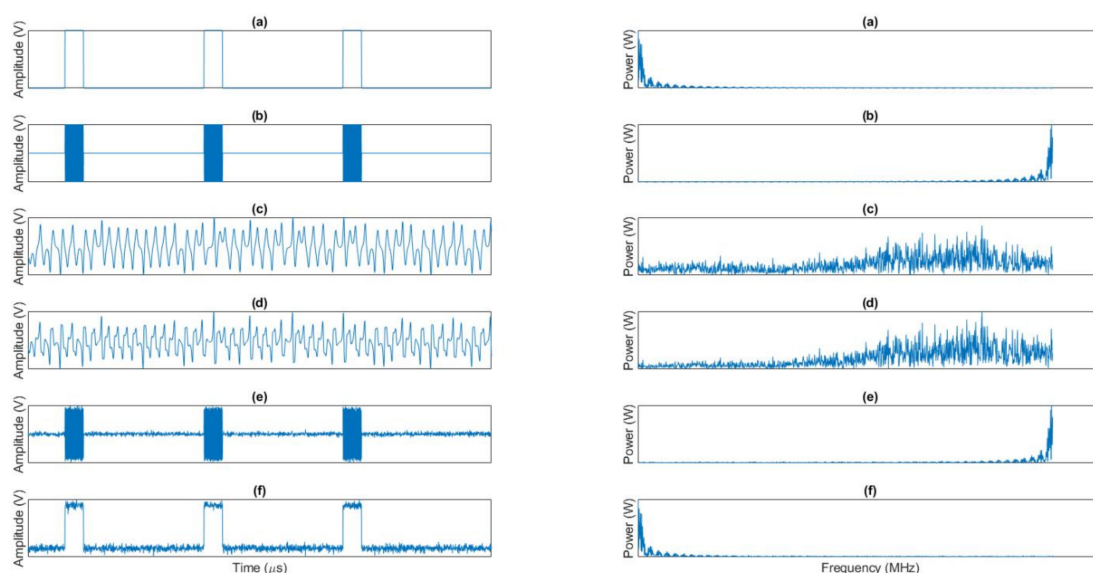 (a)
Amplitude (V)
(b)
Amplitude (V)
(c)
Amplitude (V)
(d)
Amplitude (V)
(e)
Amplitude (V)
(f)
Amplitude (V)
Time (μs)
(a)
Power (W)
(b)
Power (W)
(c)
Power (W)
(d)
Power (W)
(e)
Power (W)
(f)
Power (W)
Frequency (MHz)